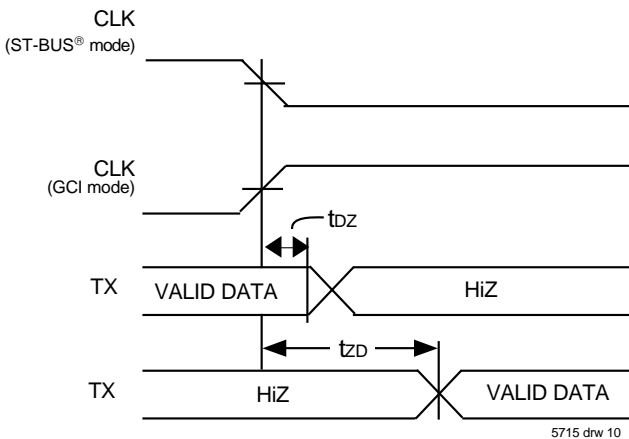 CLK
(ST-BUS® mode)
CLK
(GCI mode)
tDZ
TX
VALID DATA
HiZ
tZD
TX
HiZ
VALID DATA
5715 drw 10